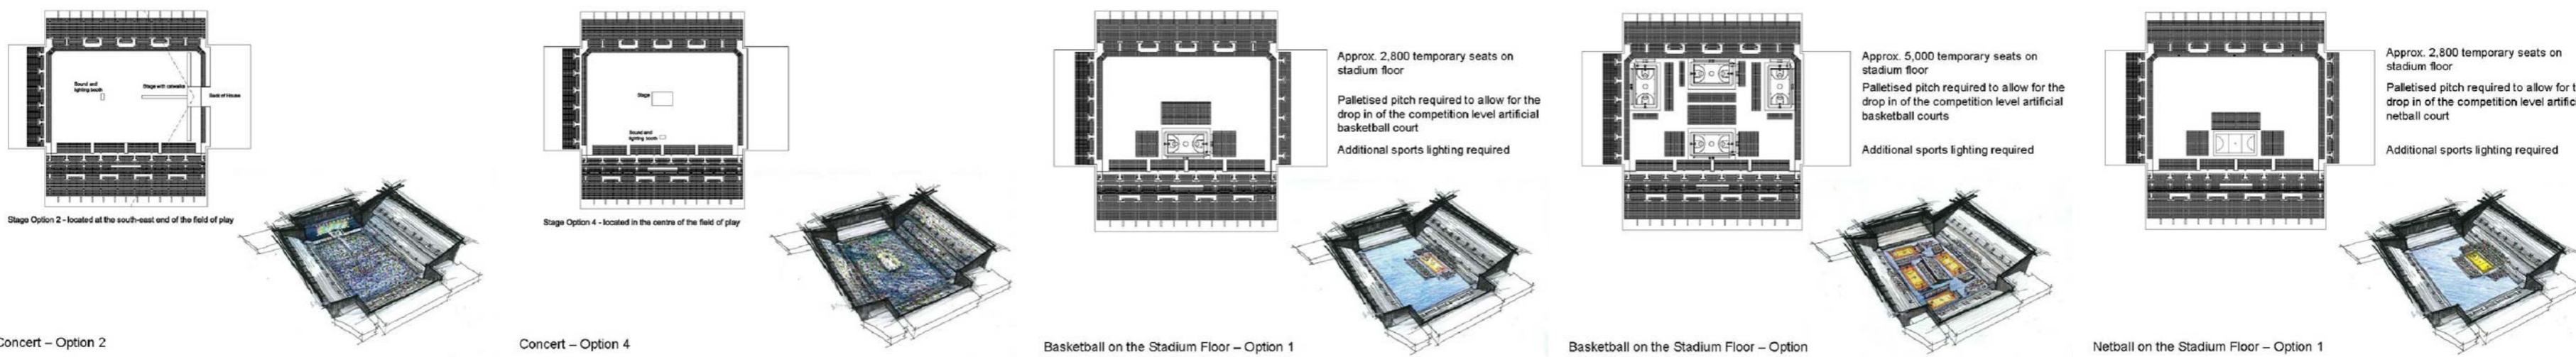 Sound and
lighting booth
Stage with catwalks
Back of House
Stage Option 2 - located at the south-east end of the field of play
Concert – Option 2
Stage
Sound and
lighting booth
Stage Option 4 - located in the centre of the field of play
Concert – Option 4
Approx. 2,800 temporary seats on
stadium floor
Palletised pitch required to allow for the
drop in of the competition level artificial
basketball court
Additional sports lighting required
Basketball on the Stadium Floor – Option 1
Approx. 5,000 temporary seats on
stadium floor
Palletised pitch required to allow for the
drop in of the competition level artificial
basketball courts
Additional sports lighting required
Basketball on the Stadium Floor – Option
Approx. 2,800 temporary seats on
stadium floor
Palletised pitch required to allow for t
drop in of the competition level artific
netball court
Additional sports lighting required
Netball on the Stadium Floor – Option 1